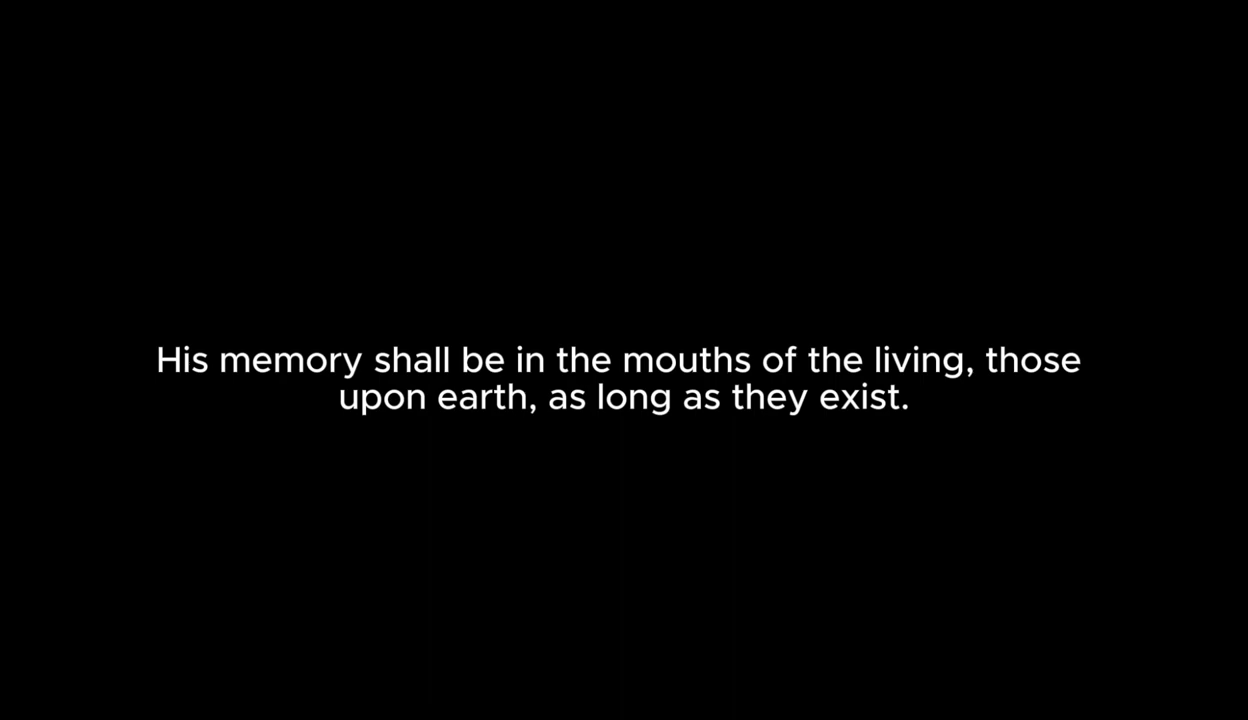 His memory shall be in the mouths of the living, those
upon earth, as long as they exist.